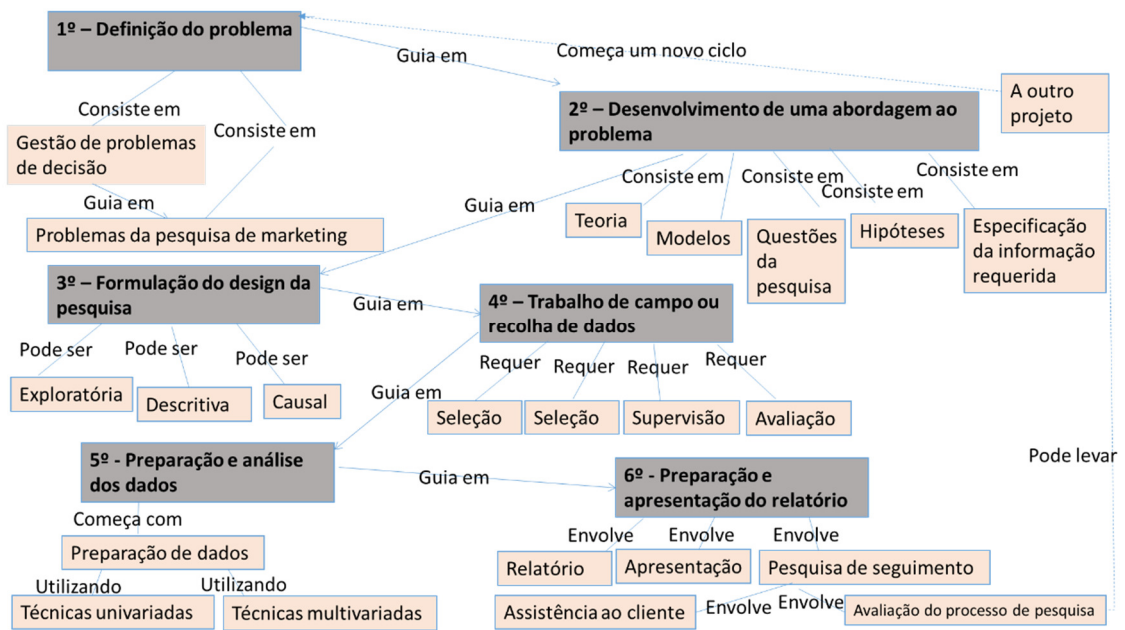 1º – Definição do problema
Guia em
Começa um novo ciclo
A outro
projeto
2º – Desenvolvimento de uma abordagem ao
problema
Consiste em
Consiste em
Gestão de problemas
de decisão
Guia em
Problemas da pesquisa de marketing
Consiste em
Consiste em
Consiste em
Consiste em
Guia em
Teoria
Modelos
Questões
da
pesquisa
Hipóteses
Especificação
da informação
requerida
3º – Formulação do design da
pesquisa
Guia em
4º – Trabalho de campo ou
recolha de dados
Pode ser
Pode ser
Pode ser
Exploratória
Descritiva
Causal
Requer
Requer
Requer
Requer
Guia em
Seleção
Seleção
Supervisão
Avaliação
5º - Preparação e análise
dos dados
Guia em
6º - Preparação e
apresentação do relatório
Pode levar
Começa com
Preparação de dados
Utilizando
Utilizando
Técnicas univariadas
Técnicas multivariadas
Envolve
Envolve
Envolve
Relatório
Apresentação
Pesquisa de seguimento
Assistência ao cliente
Envolve
Envolve
Avaliação do processo de pesquisa